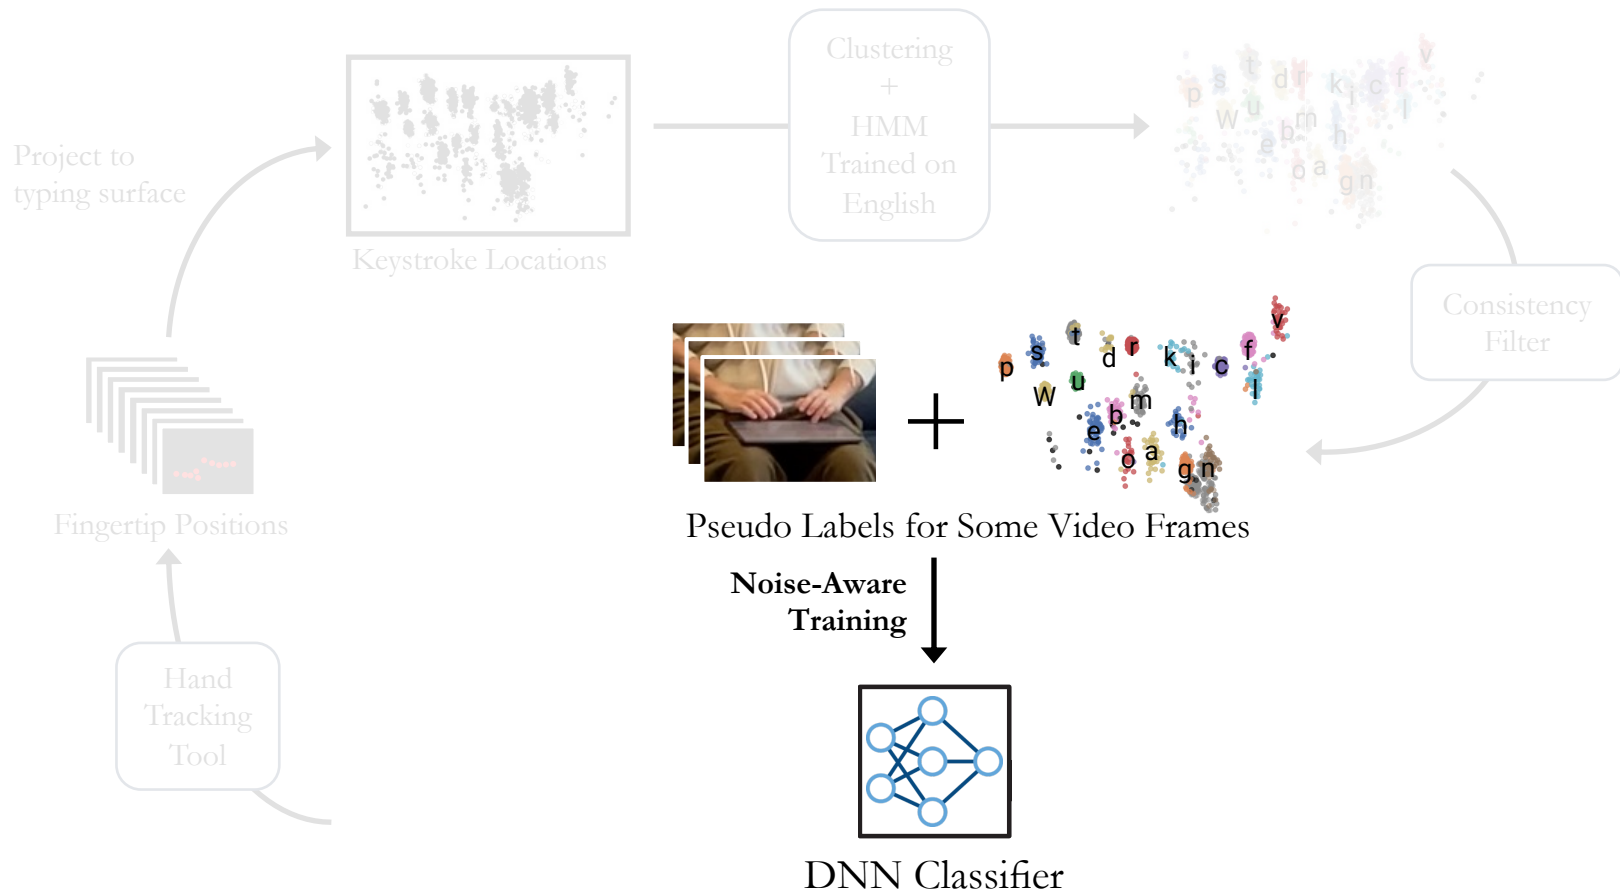 Project to
typing surface
Keystroke Locations
Clustering
+
HMM
Trained on
English
v
t
s
d
r
k
i
c
f
p
w
u
b
m
l
e
h
o
a
g
n
Consistency
Filter
v
t
s
d
r
k
i
c
f
p
w
u
b
m
l
e
h
o
a
g
n
Pseudo Labels for Some Video Frames
Noise-Aware
Training
DNN Classifier
Fingertip Positions
Hand
Tracking
Tool